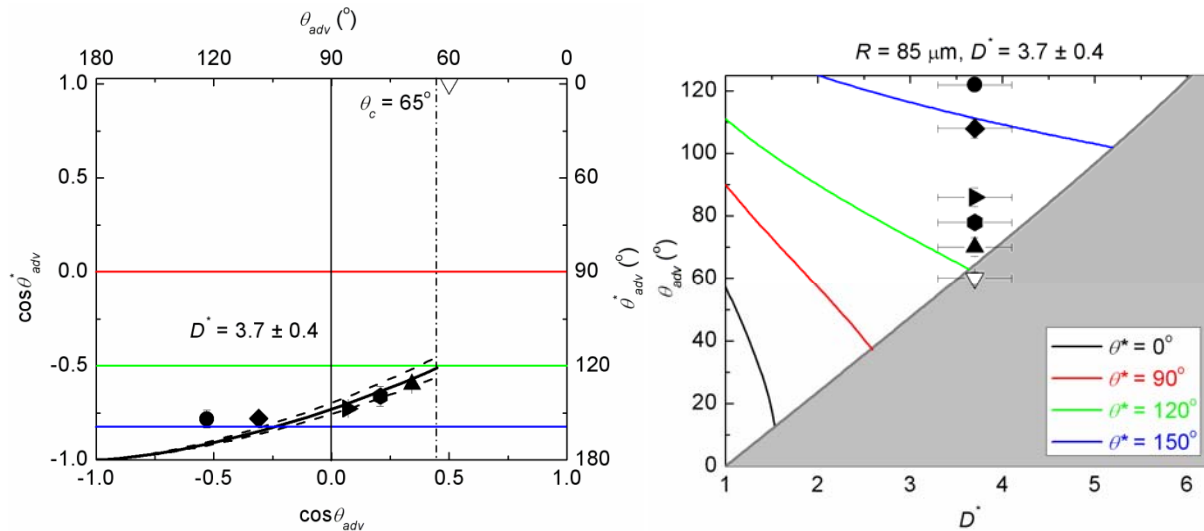 θadv (°)
180 120 90 60 0
1.0
0.5
0.0
-0.5
-1.0
cosθ*adv
θc = 65°
D* = 3.7 ± 0.4
0
60
90
120
180
θ*adv (°)
-1.0 -0.5 0.0 0.5 1.0
cosθadv
R = 85 μm, D* = 3.7 ± 0.4
120
100
80
60
40
20
0
θadv (°)
θ* = 0°
θ* = 90°
θ* = 120°
θ* = 150°
1 2 3 4 5 6
D*